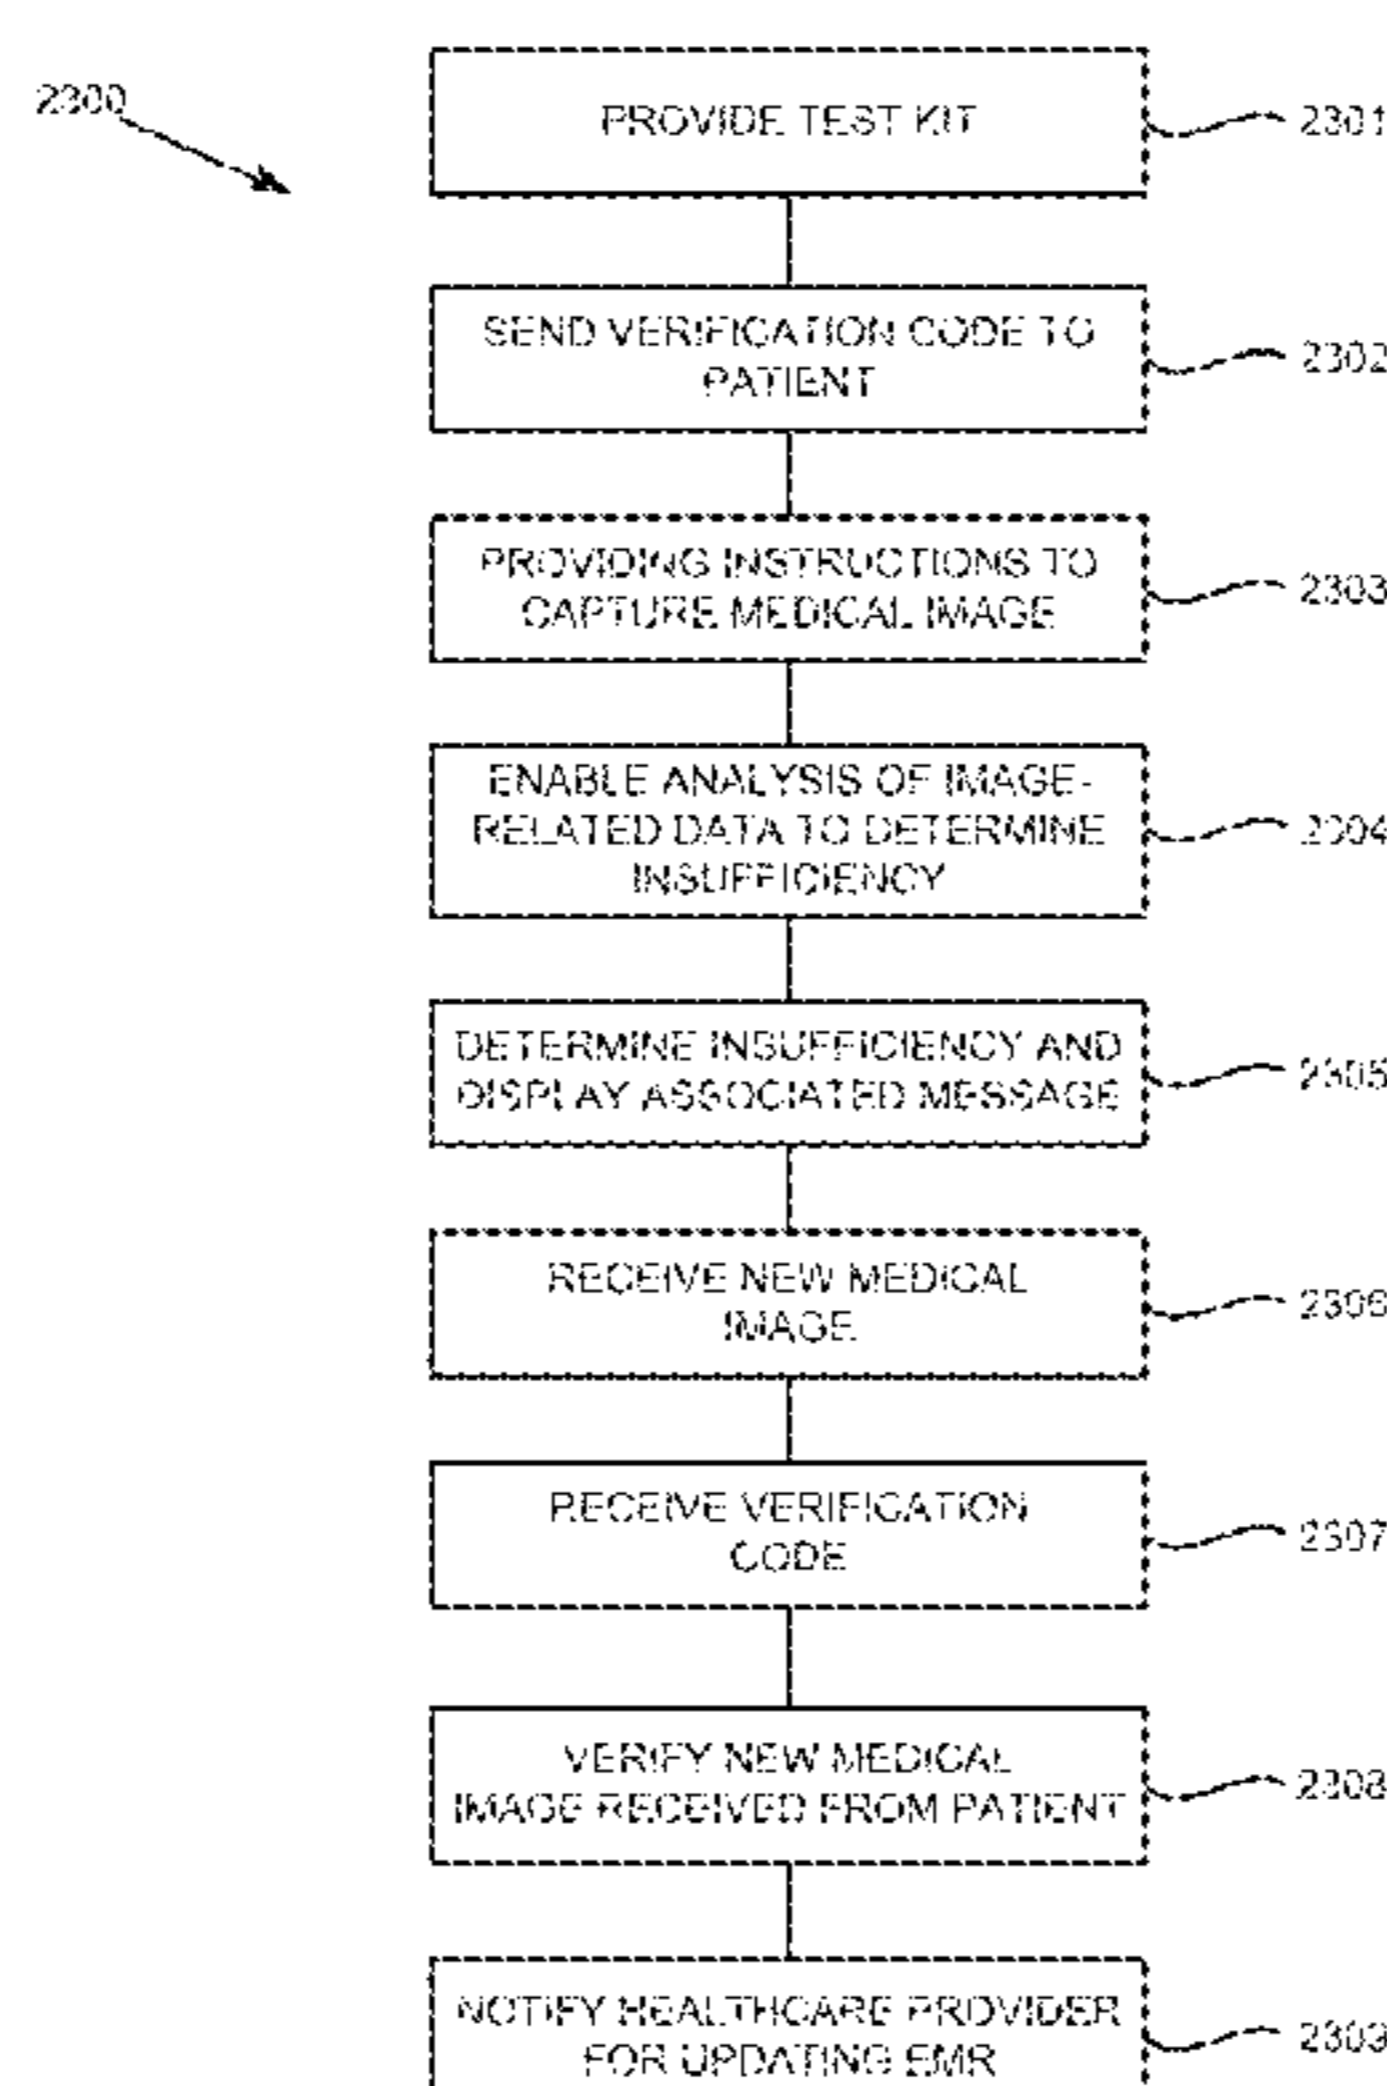 2300
PROVIDE TEST KIT
2301
SEND VERIFICATION CODE TO
PATIENT
2302
PROVIDING INSTRUCTIONS TO
CAPTURE MEDICAL IMAGE
2303
ENABLE ANALYSIS OF IMAGE-
RELATED DATA TO DETERMINE
INSUFFICIENCY
2304
DETERMINE INSUFFICIENCY AND
DISPLAY ASSOCIATED MESSAGE
2305
RECEIVE NEW MEDICAL
IMAGE
2306
RECEIVE VERIFICATION
CODE
2307
VERIFY NEW MEDICAL
IMAGE RECEIVED FROM PATIENT
2308
NOTIFY HEALTHCARE PROVIDER
FOR UPDATING EMR
2309